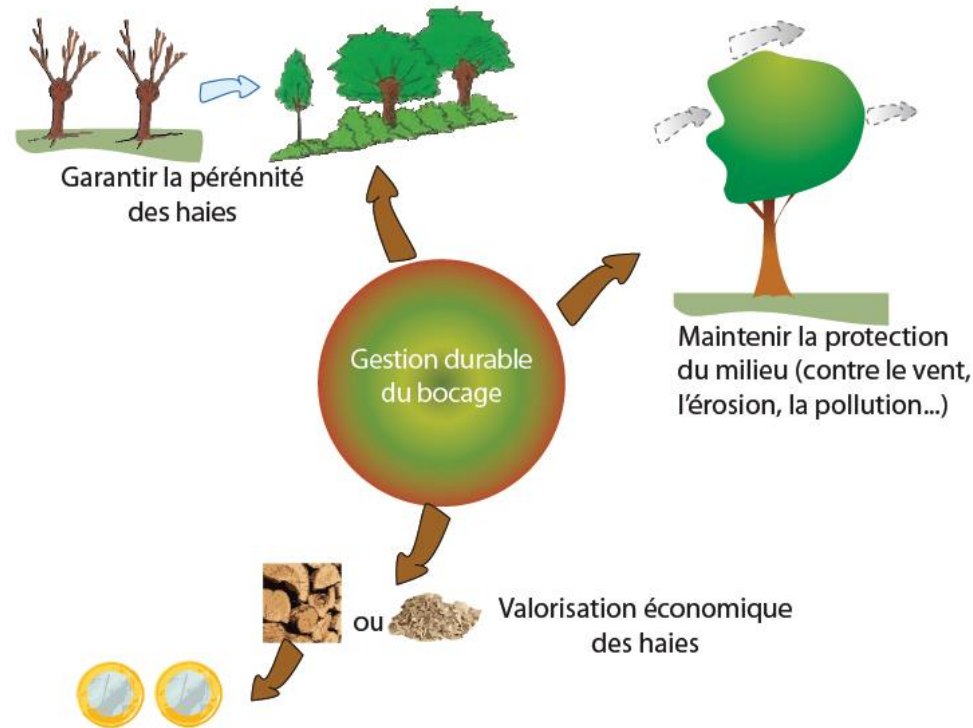 Garantir la pérénnité
des haies
Maintenir la protection
du milieu (contre le vent,
l'érosion, la pollution...)
Gestion durable
du bocage
ou
Valorisation économique
des haies